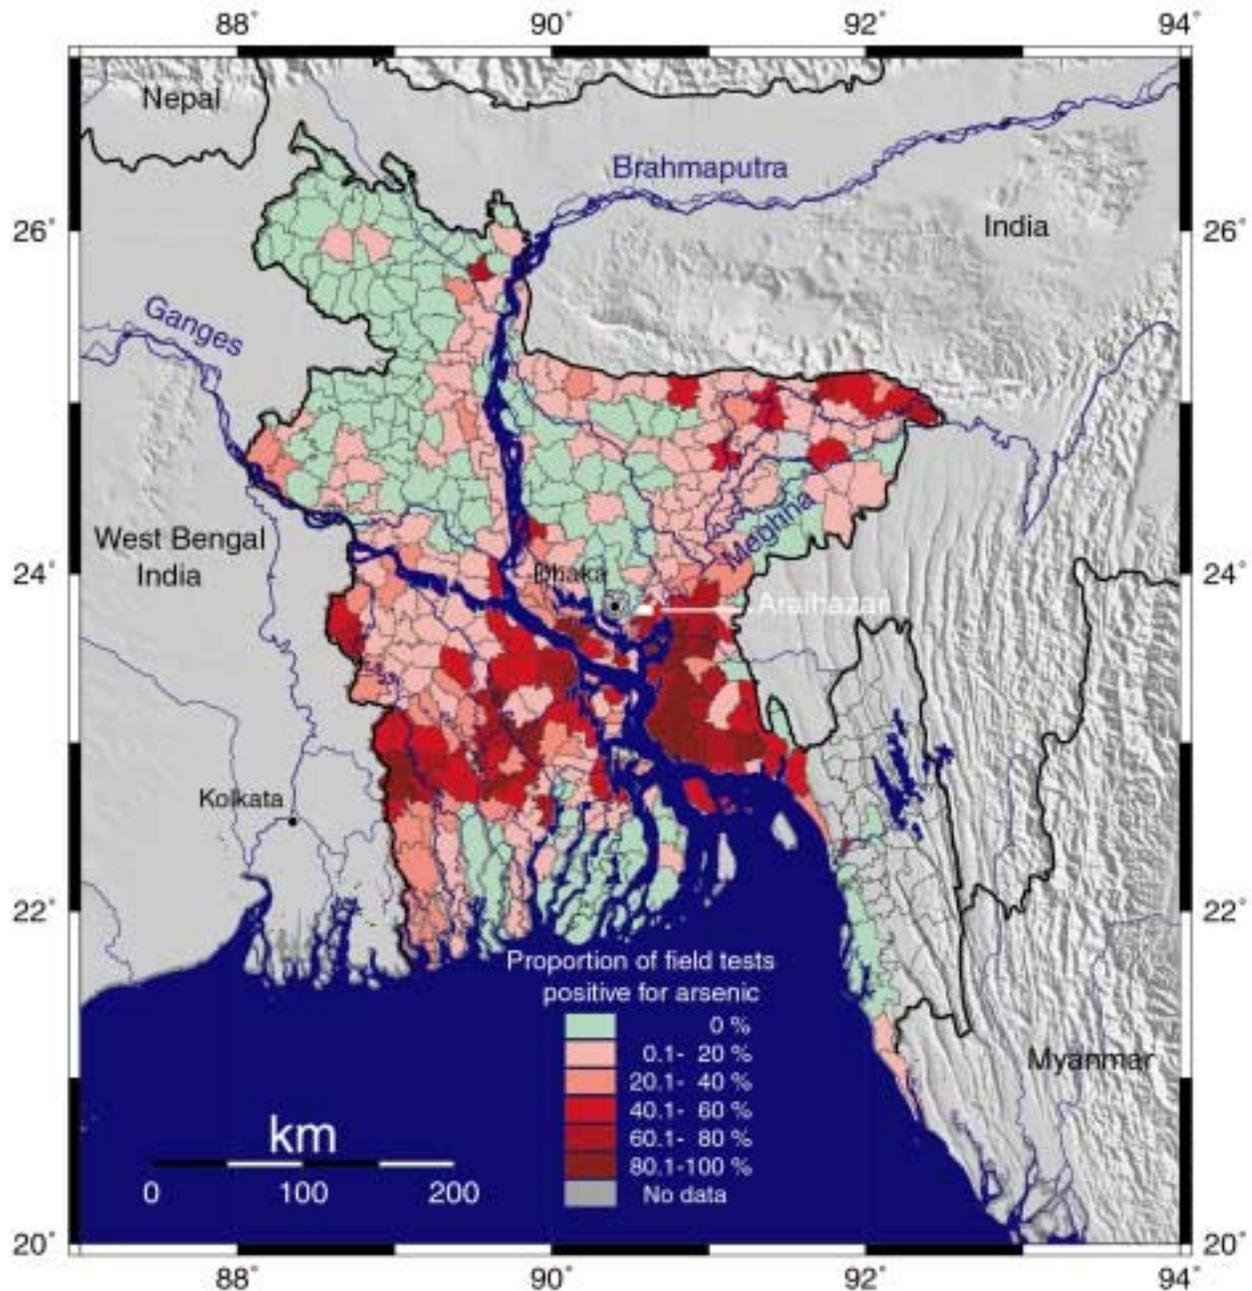 88˚ 90˚ 92˚ 94˚
Nepal
Brahmaputra
India
26˚ 26˚
Ganges
Meghna
West Bengal
India
24˚ 24˚
Dhaka
Araihazar
Kolkata
22˚ 22˚
Proportion of field tests
positive for arsenic
0 %
0.1- 20 %
20.1- 40 %
40.1- 60 %
60.1- 80 %
80.1-100 %
No data
Myanmar
km
0 100 200
20˚ 20˚
88˚ 90˚ 92˚ 94˚